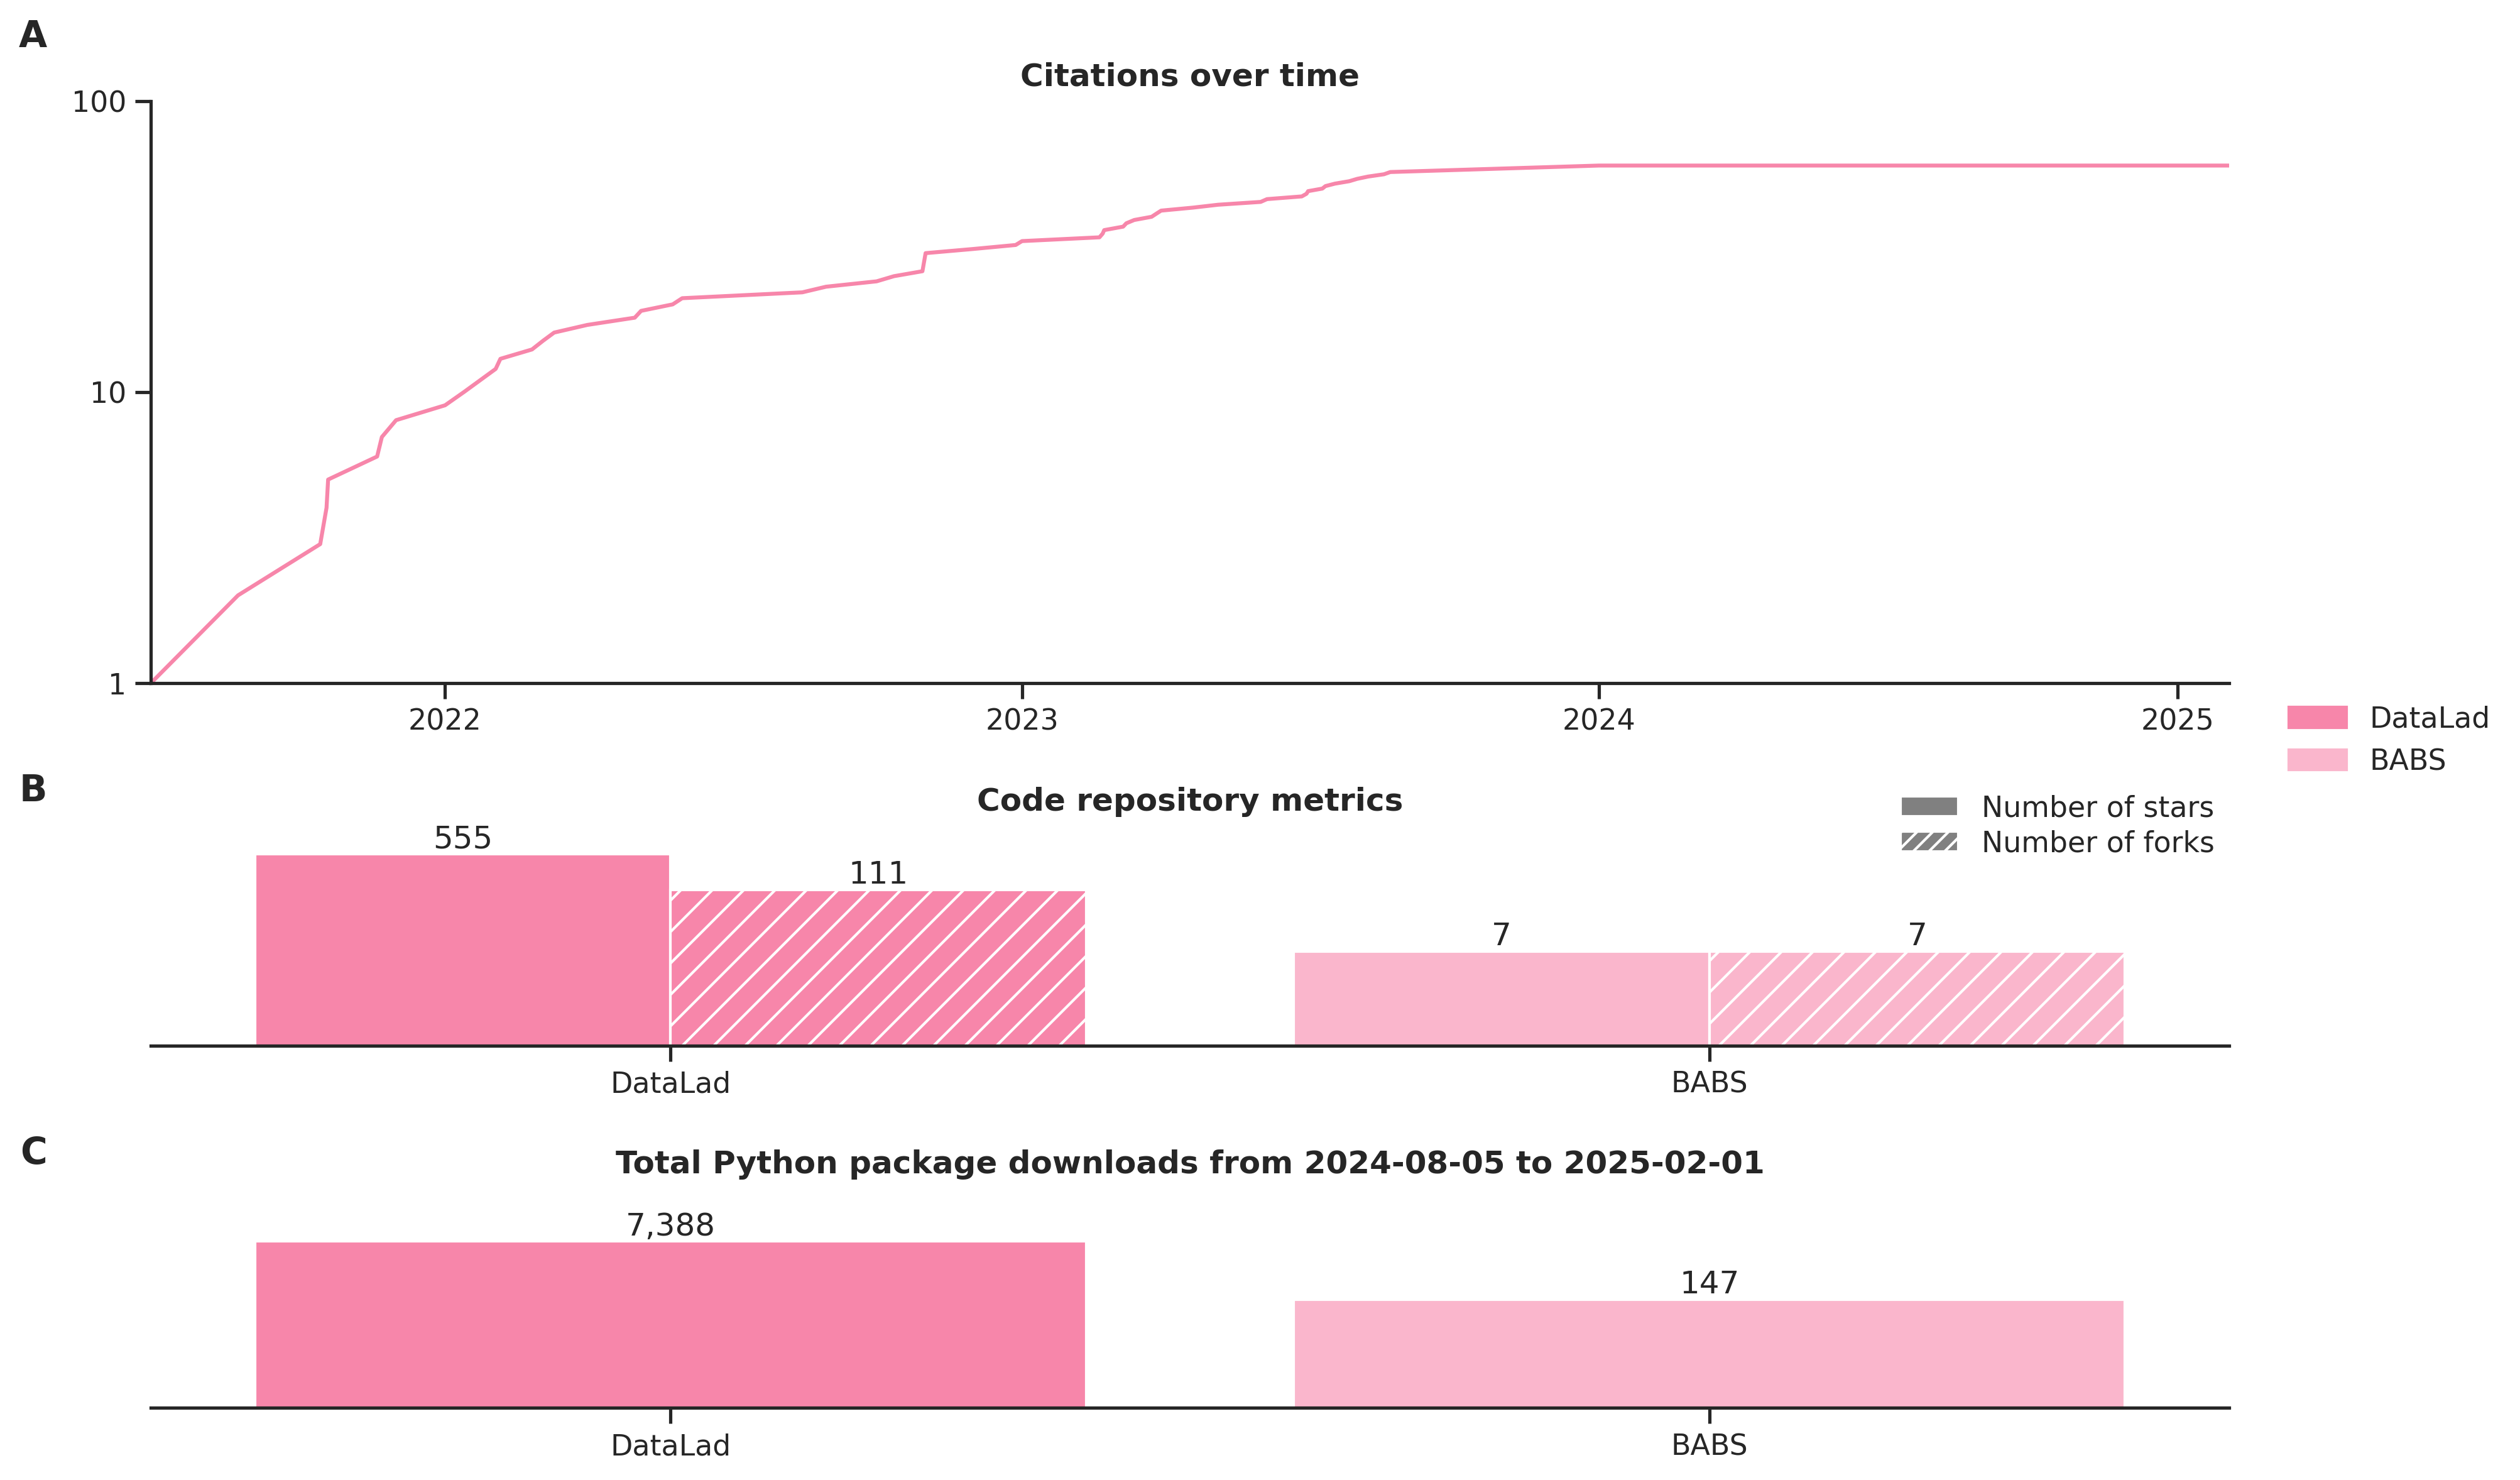 A
Citations over time
100
10
1
2022 2023 2024 2025
DataLad
BABS
B
Code repository metrics
Number of stars
Number of forks
555
111
7
7
DataLad BABS
C
Total Python package downloads from 2024-08-05 to 2025-02-01
7,388
147
DataLad BABS